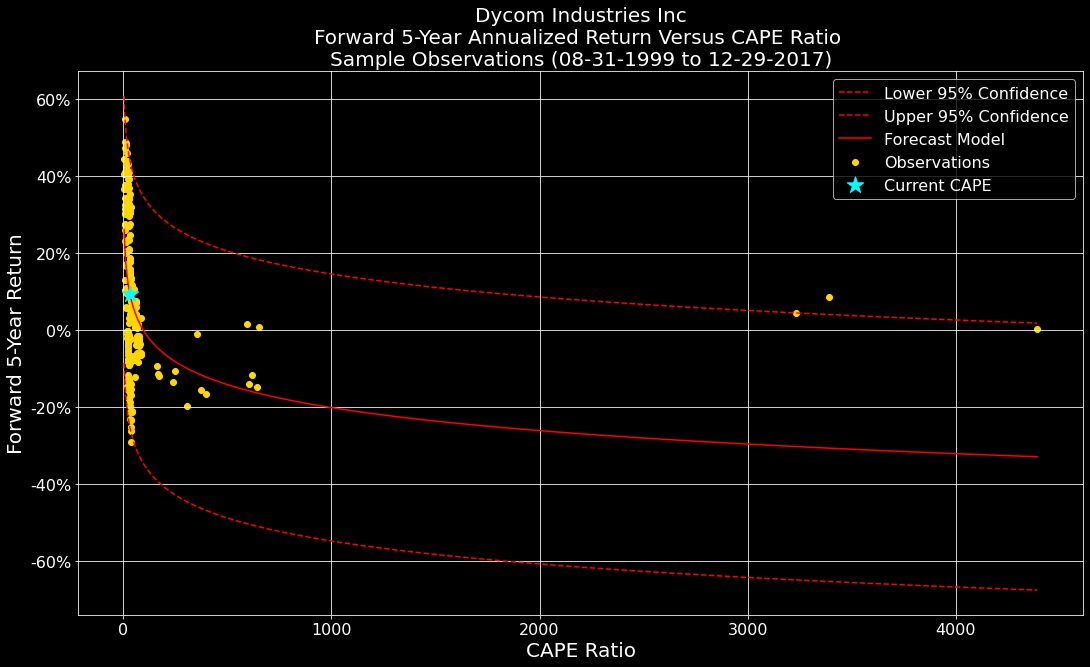 Dycom Industries Inc
Forward 5-Year Annualized Return Versus CAPE Ratio
Sample Observations (08-31-1999 to 12-29-2017)
Lower 95% Confidence
Upper 95% Confidence
Forecast Model
Observations
Current CAPE
Forward 5-Year Return
60%
40%
20%
0%
-20%
-40%
-60%
0 1000 2000 3000 4000
CAPE Ratio